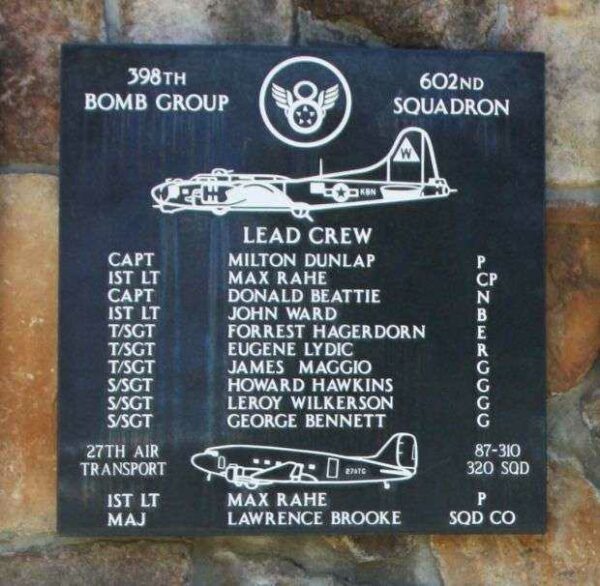 398TH BOMB GROUP
602ND SQUADRON
8
W
K8N
LEAD CREW
CAPT MILTON DUNLAP P
1ST LT MAX RAHE CP
CAPT DONALD BEATTIE N
1ST LT JOHN WARD B
T/SGT FORREST HAGERDORN E
T/SGT EUGENE LYDIC R
T/SGT JAMES MAGGIO G
S/SGT HOWARD HAWKINS G
S/SGT LEROY WILKERSON G
S/SGT GEORGE BENNETT G
27TH AIR TRANSPORT
27ATG
87-310
320 SQD
1ST LT MAX RAHE P
MAJ LAWRENCE BROOKE SQD CO